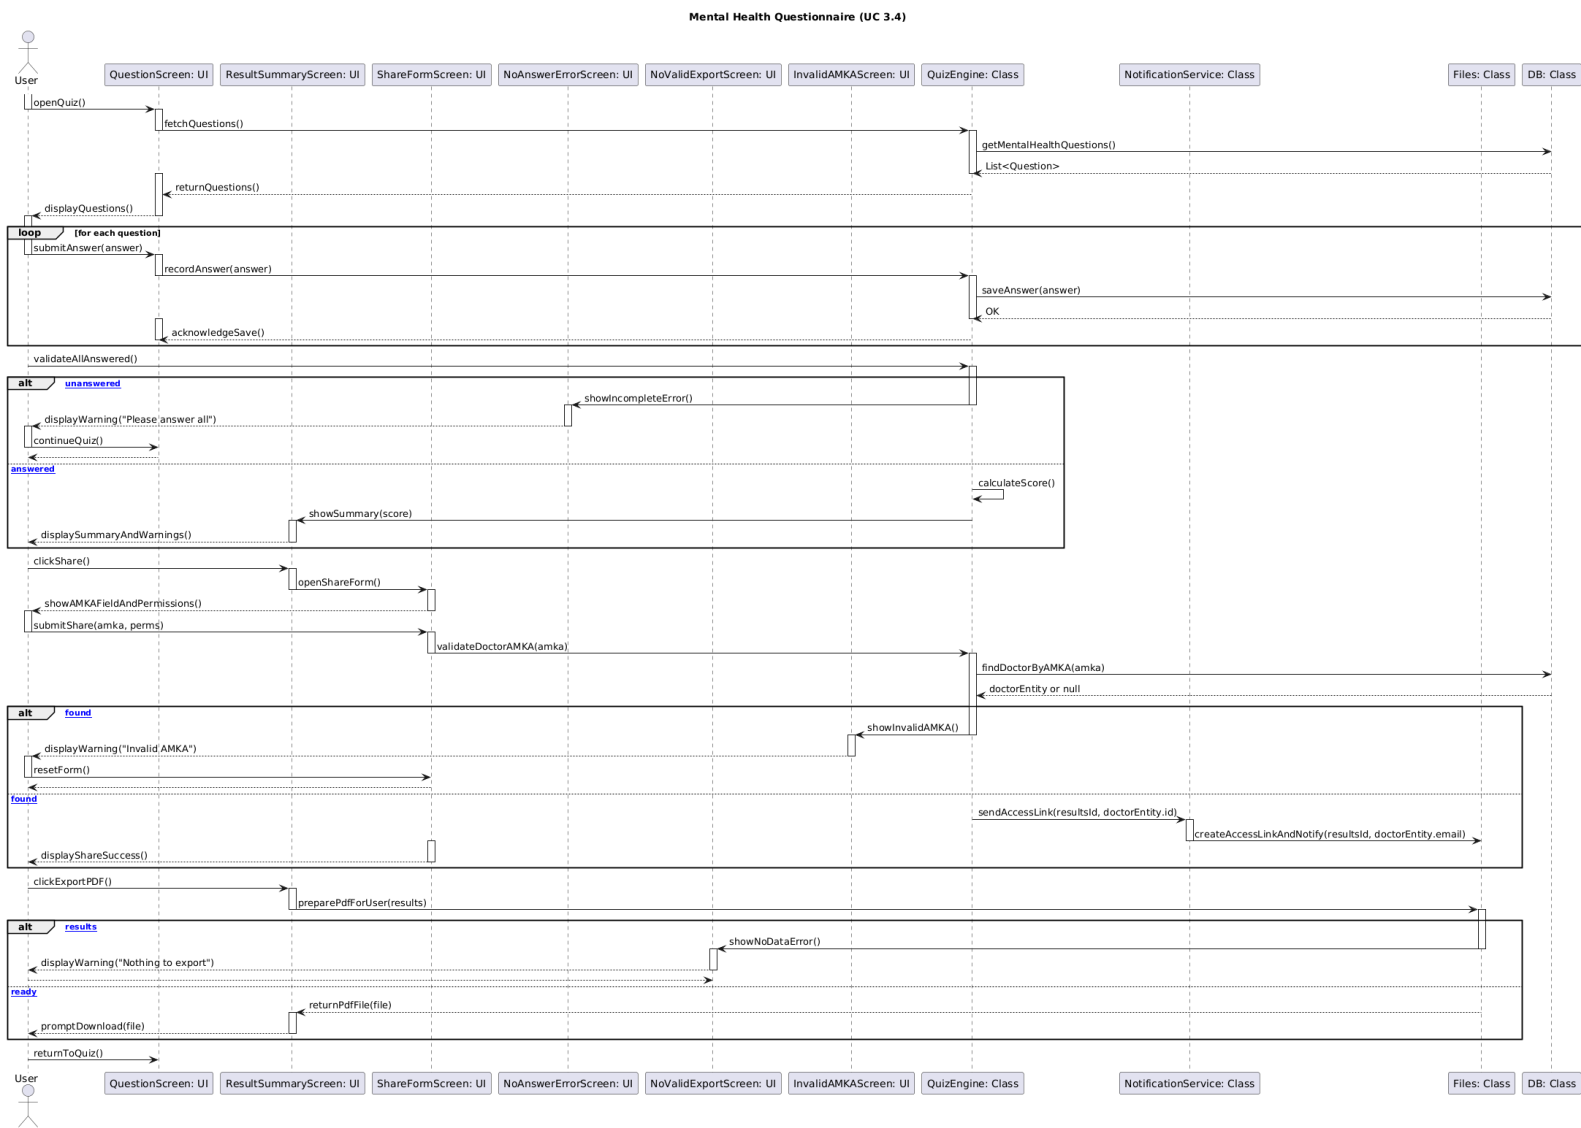 Mental Health Questionnaire (UC 3.4)
User
QuestionScreen: UI
ResultSummaryScreen: UI
ShareFormScreen: UI
NoAnswerErrorScreen: UI
NoValidExportScreen: UI
InvalidAMKAScreen: UI
QuizEngine: Class
NotificationService: Class
Files: Class
DB: Class
openQuiz()
fetchQuestions()
getMentalHealthQuestions()
List<Question>
returnQuestions()
displayQuestions()
loop [for each question]
submitAnswer(answer)
recordAnswer(answer)
saveAnswer(answer)
OK
acknowledgeSave()
validateAllAnswered()
alt unanswered
showIncompleteError()
displayWarning("Please answer all")
continueQuiz()
answered
calculateScore()
showSummary(score)
displaySummaryAndWarnings()
clickShare()
openShareForm()
showAMKAFieldAndPermissions()
submitShare(amka, perms)
validateDoctorAMKA(amka)
findDoctorByAMKA(amka)
doctorEntity or null
alt found
showInvalidAMKA()
displayWarning("Invalid AMKA")
resetForm()
found
sendAccessLink(resultsId, doctorEntity.id)
createAccessLinkAndNotify(resultsId, doctorEntity.email)
displayShareSuccess()
clickExportPDF()
preparePdfForUser(results)
alt results
showNoDataError()
displayWarning("Nothing to export")
ready
returnPdfFile(file)
promptDownload(file)
returnToQuiz()
User
QuestionScreen: UI
ResultSummaryScreen: UI
ShareFormScreen: UI
NoAnswerErrorScreen: UI
NoValidExportScreen: UI
InvalidAMKAScreen: UI
QuizEngine: Class
NotificationService: Class
Files: Class
DB: Class